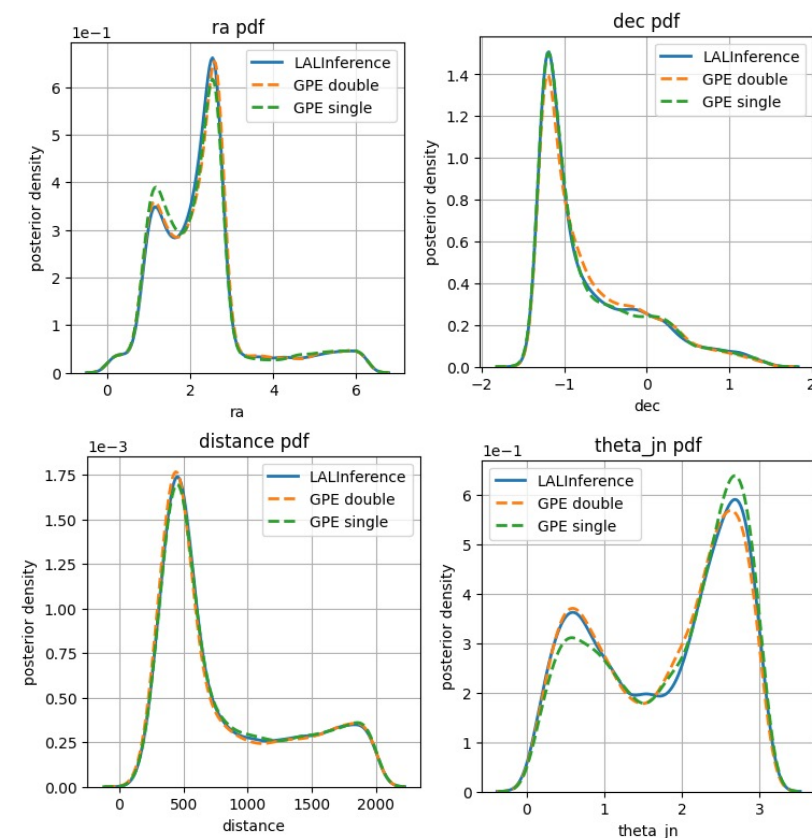 ra pdf
1e−1
LALInference
GPE double
GPE single
posterior density
6
5
4
3
2
1
0
0 2 4 6
ra
dec pdf
LALInference
GPE double
GPE single
posterior density
1.4
1.2
1.0
0.8
0.6
0.4
0.2
0.0
−2 −1 0 1 2
dec
distance pdf
1e−3
LALInference
GPE double
GPE single
posterior density
1.75
1.50
1.25
1.00
0.75
0.50
0.25
0.00
0 500 1000 1500 2000
distance
theta_jn pdf
1e−1
LALInference
GPE double
GPE single
posterior density
6
5
4
3
2
1
0
0 1 2 3
theta_jn